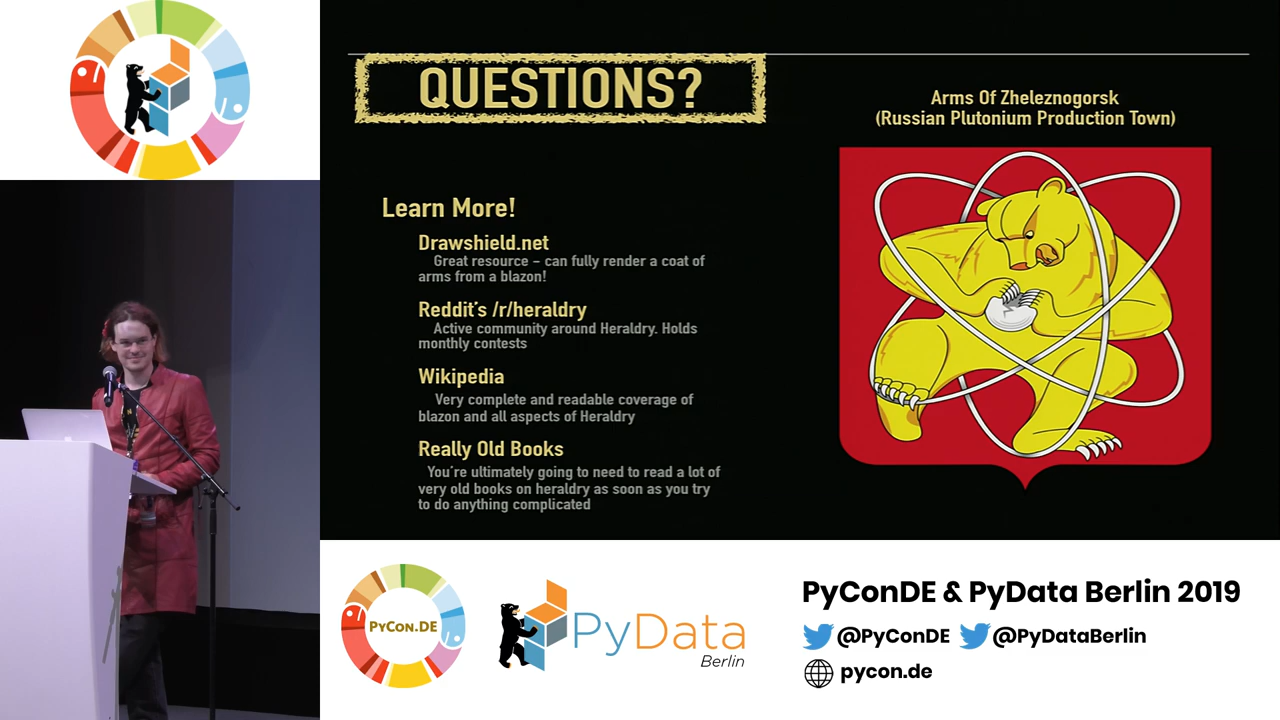 QUESTIONS?
Arms Of Zheleznogorsk
(Russian Plutonium Production Town)
Learn More!
Drawshield.net
Great resource – can fully render a coat of
arms from a blazon!
Reddit's /r/heraldry
Active community around Heraldry. Holds
monthly contests
Wikipedia
Very complete and readable coverage of
blazon and all aspects of Heraldry
Really Old Books
You're ultimately going to need to read a lot of
very old books on heraldry as soon as you try
to do anything complicated
PyCon.DE
PyData
Berlin
PyConDE & PyData Berlin 2019
@PyConDE @PyDataBerlin
pycon.de